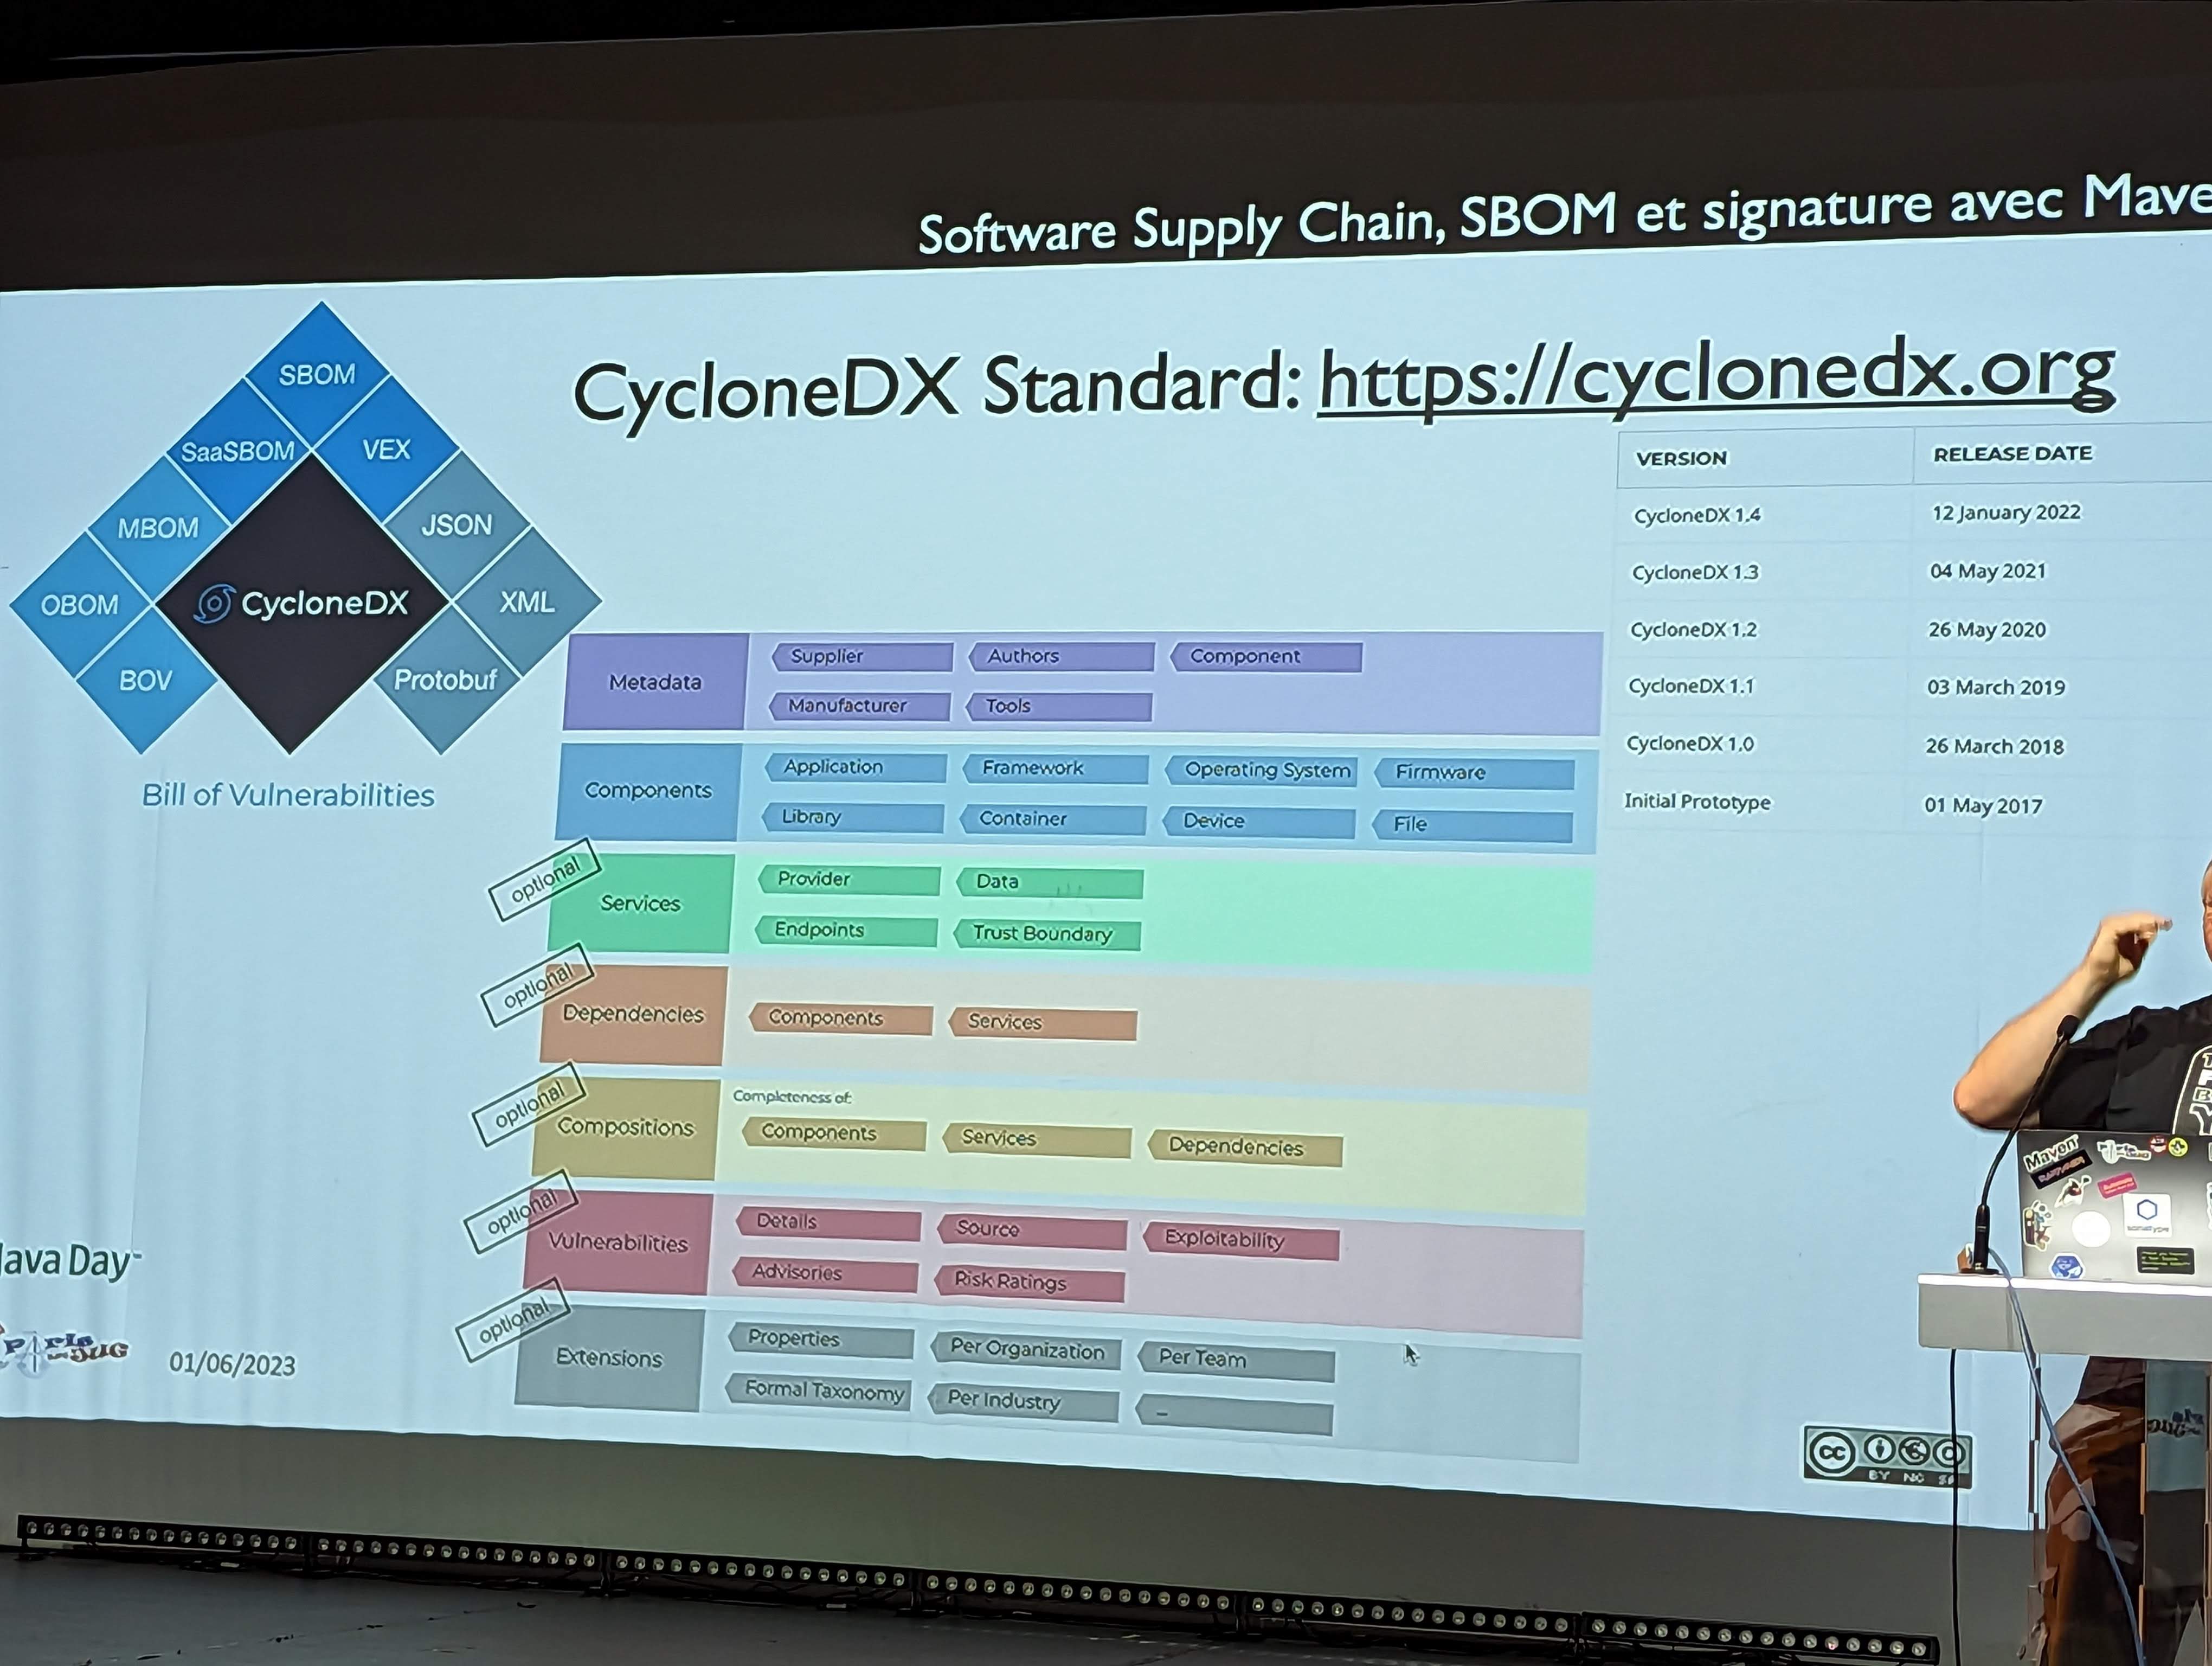 Software Supply Chain, SBOM et signature avec Mave
CycloneDX Standard: https://cyclonedx.org
SBOM
SaaSBOM
VEX
MBOM
JSON
OBOM
CycloneDX
XML
BOV
Protobuf
Bill of Vulnerabilities
VERSION RELEASE DATE
CycloneDX 1.4 12 January 2022
CycloneDX 1.3 04 May 2021
CycloneDX 1.2 26 May 2020
CycloneDX 1.1 03 March 2019
CycloneDX 1.0 26 March 2018
Initial Prototype 01 May 2017
Metadata
Supplier Authors Component
Manufacturer Tools
Components
Application Framework Operating System Firmware
Library Container Device File
optional
Services
Provider Data
Endpoints Trust Boundary
optional
Dependencies
Components Services
optional
Compositions
Completeness of:
Components Services Dependencies
optional
Vulnerabilities
Details Source Exploitability
Advisories Risk Ratings
optional
Extensions
Properties Per Organization Per Team
Formal Taxonomy Per Industry _
Java Day
Paris JUG
01/06/2023
cc
BY NC SA
Maven
sonatype